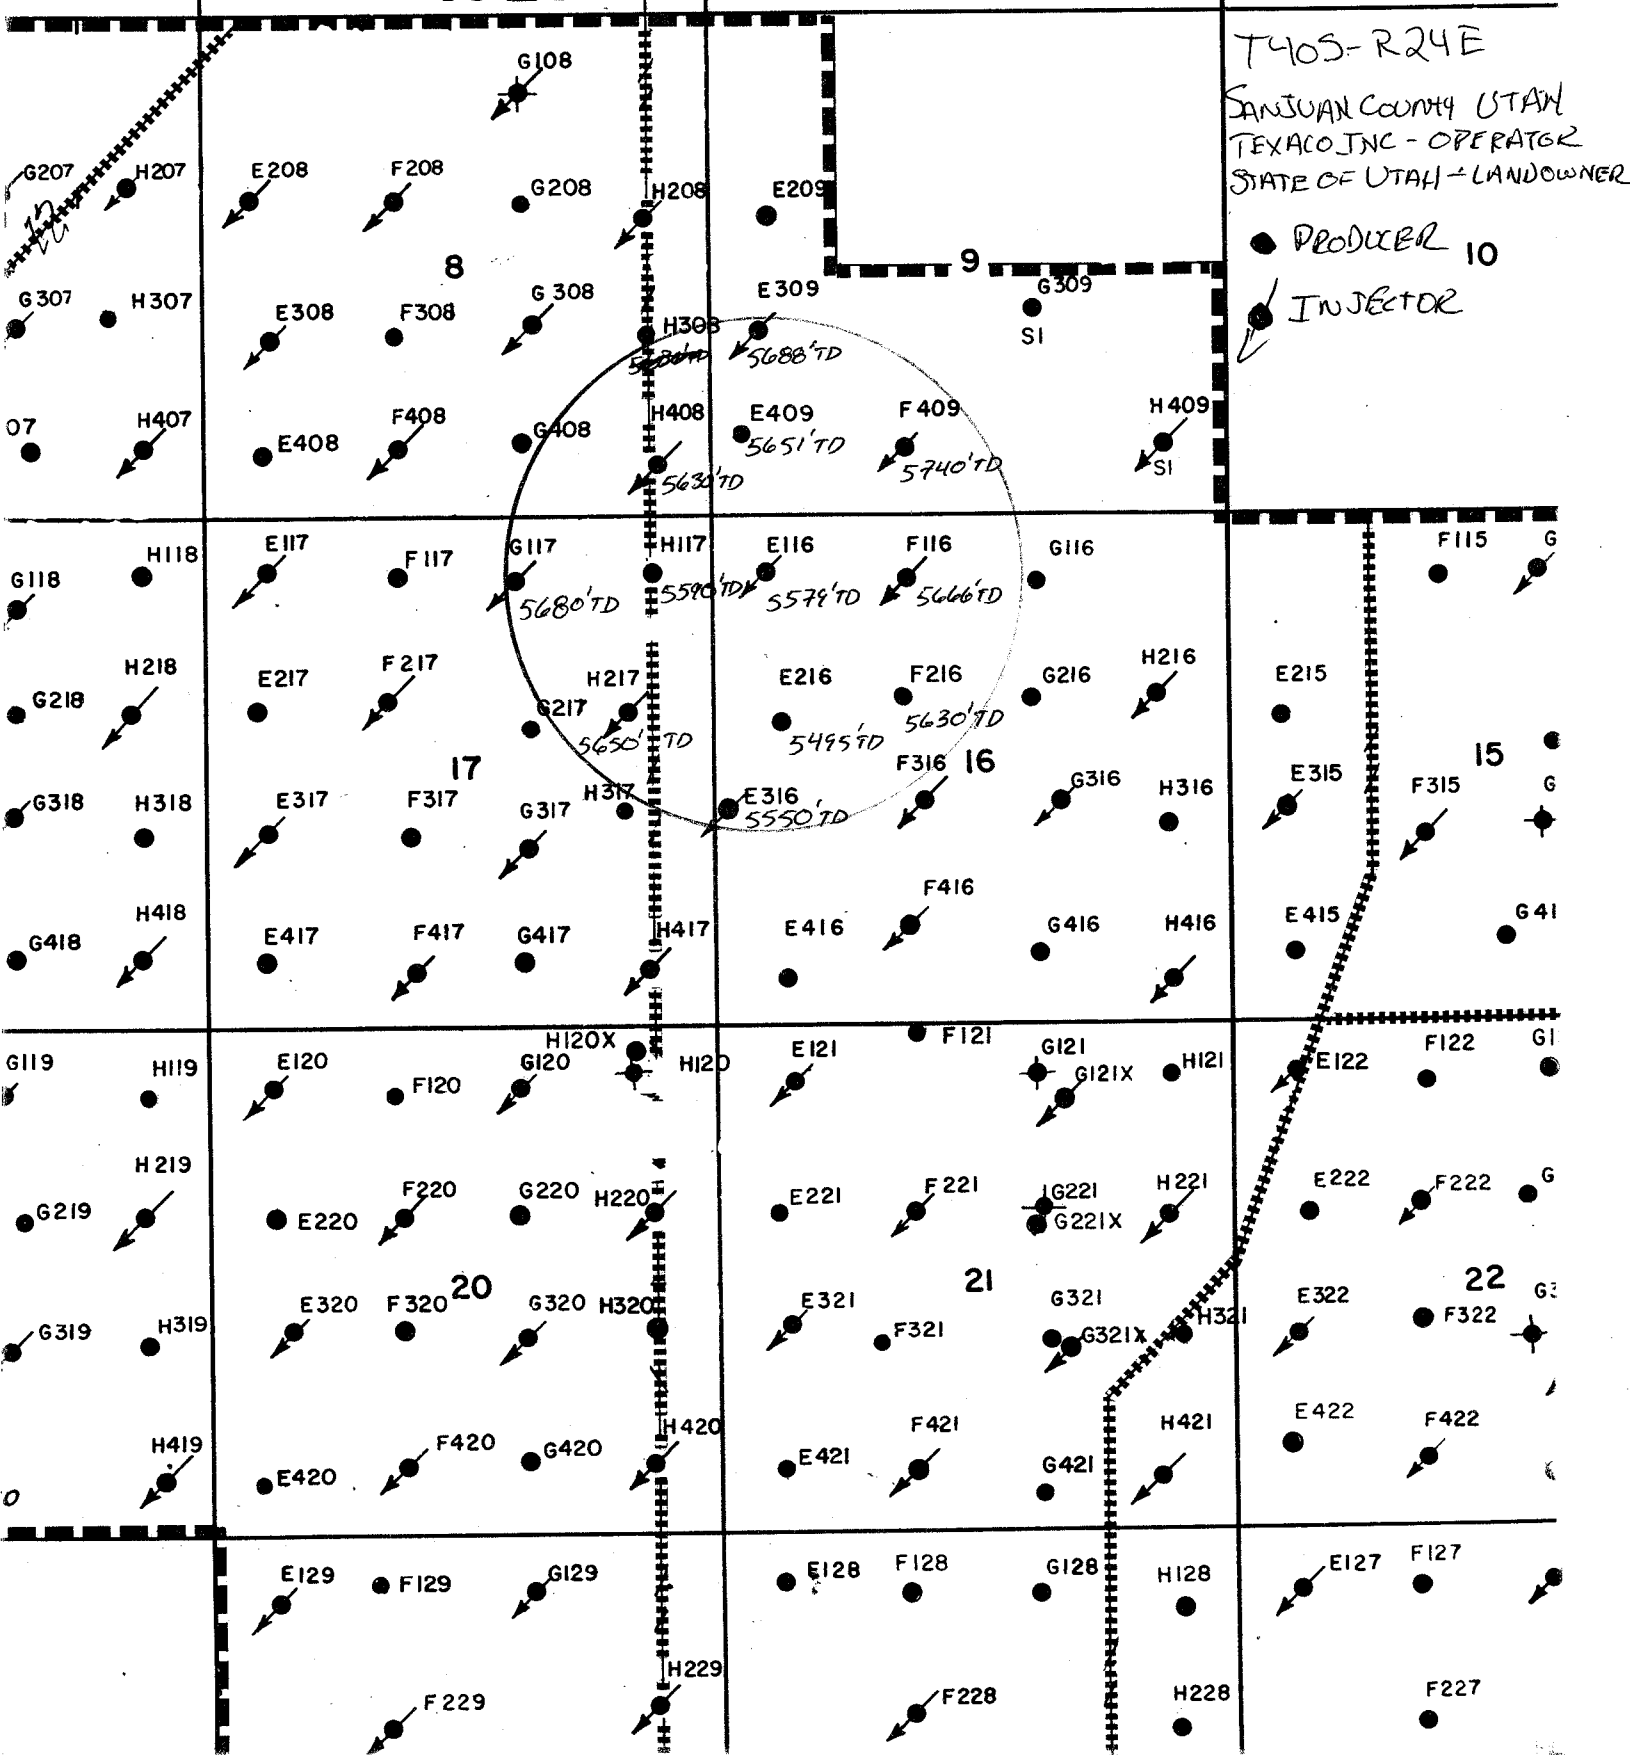 T40S-R24E
SANJUAN COUNTY UTAH
TEXACO INC - OPERATOR
STATE OF UTAH - LANDOWNER
PRODUCER
10
INJECTOR
G108
G207
H207
E208
F208
G208
H208
E209
8
9
G307
H307
E308
F308
G308
H308
E309
5688'TD
G309
SI
07
H407
E408
F408
G408
H408
5630'TD
E409
5651'TD
F409
5740'TD
H409
SI
G118
H118
E117
F117
G117
5680'TD
H117
5590'TD
E116
5579'TD
F116
5666'TD
G116
F115
G
G218
H218
E217
F217
G217
H217
5650' TD
E216
5495'TD
F216
5630'TD
G216
H216
E215
17
16
15
G318
H318
E317
F317
G317
H317
E316
5550'TD
F316
G316
H316
E315
F315
G
G418
H418
E417
F417
G417
H417
E416
F416
G416
H416
E415
G41
G119
H119
E120
F120
G120
H120X
H120
E121
F121
G121
G121X
H121
E122
F122
G1
G219
H219
E220
F220
G220
H220
E221
F221
G221
G221X
H221
E222
F222
G
20
21
22
G319
H319
E320
F320
G320
H320
E321
F321
G321
G321X
H321
E322
F322
G3
0
H419
E420
F420
G420
H420
E421
F421
G421
H421
E422
F422
E129
F129
G129
E128
F128
G128
H128
E127
F127
F229
H229
F228
H228
F227